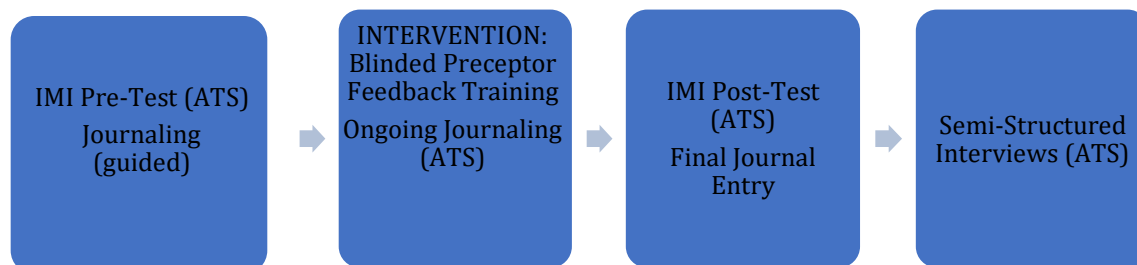 IMI Pre-Test (ATS)
Journaling
(guided)
INTERVENTION:
Blinded Preceptor
Feedback Training
Ongoing Journaling
(ATS)
IMI Post-Test
(ATS)
Final Journal
Entry
Semi-Structured
Interviews (ATS)